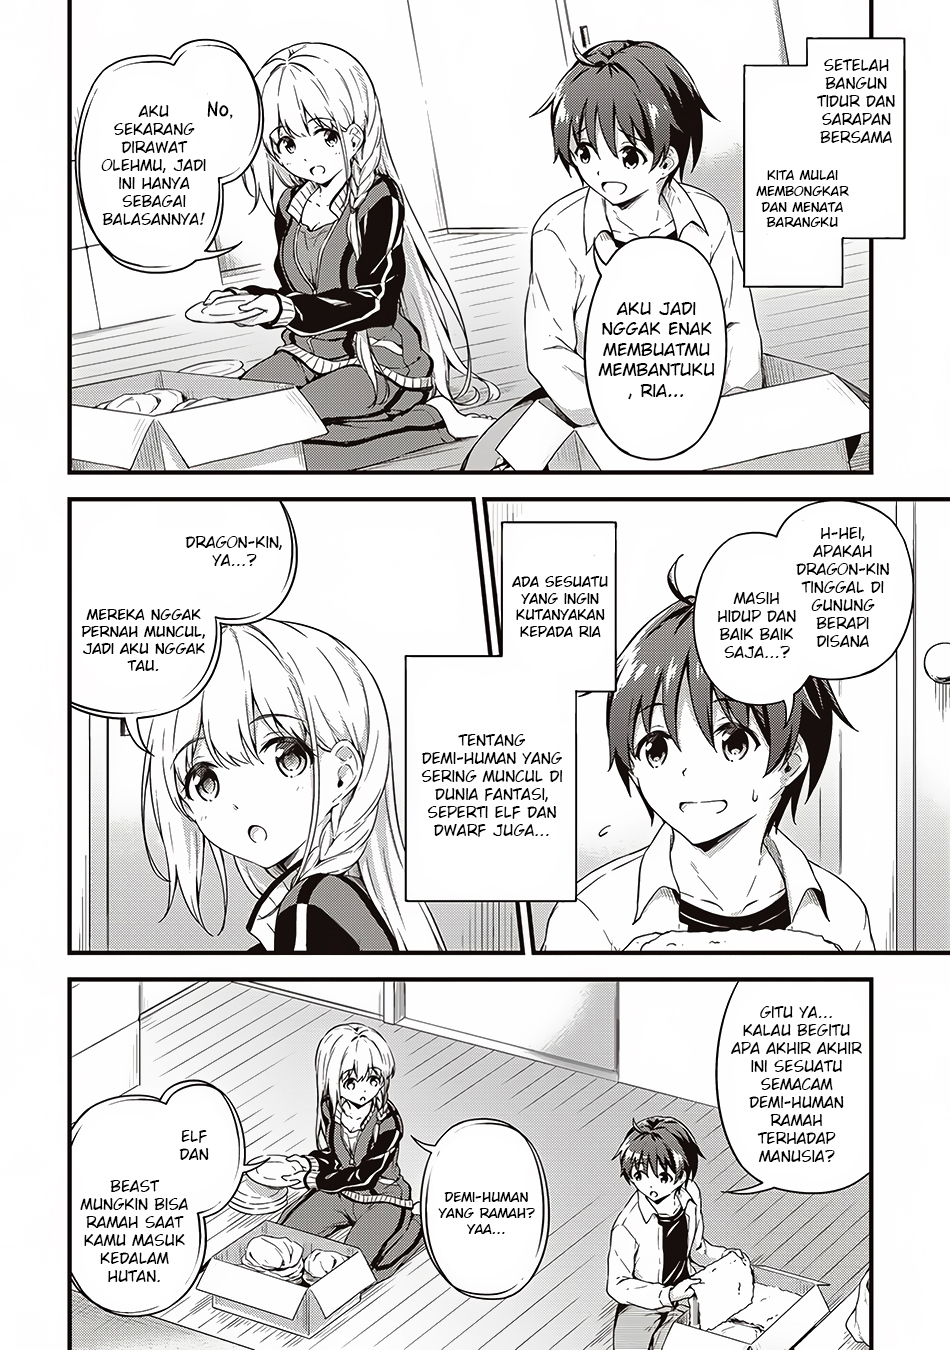 SETELAH
BANGUN
TIDUR DAN
SARAPAN
BERSAMA
KITA MULAI
MEMBONGKAR
DAN MENATA
BARANGKU
AKU JADI
NGGAK ENAK
MEMBUATMU
MEMBANTUKU
, RIA...
No,
AKU
SEKARANG
DIRAWAT
OLEHMU, JADI
INI HANYA
SEBAGAI
BALASANNYA!
H-HEI,
APAKAH
DRAGON-KIN
TINGGAL DI
GUNUNG
BERAPI
DISANA
MASIH
HIDUP DAN
BAIK BAIK
SAJA...?
ADA SESUATU
YANG INGIN
KUTANYAKAN
KEPADA RIA
TENTANG
DEMI-HUMAN YANG
SERING MUNCUL DI
DUNIA FANTASI,
SEPERTI ELF DAN
DWARF JUGA...
DRAGON-KIN,
YA...?
MEREKA NGGAK
PERNAH MUNCUL,
JADI AKU NGGAK
TAU.
GITU YA...
KALAU BEGITU
APA AKHIR AKHIR
INI SESUATU
SEMACAM
DEMI-HUMAN
RAMAH
TERHADAP
MANUSIA?
DEMI-HUMAN
YANG RAMAH?
YAA...
ELF
DAN
BEAST
MUNGKIN BISA
RAMAH SAAT
KAMU MASUK
KEDALAM
HUTAN.